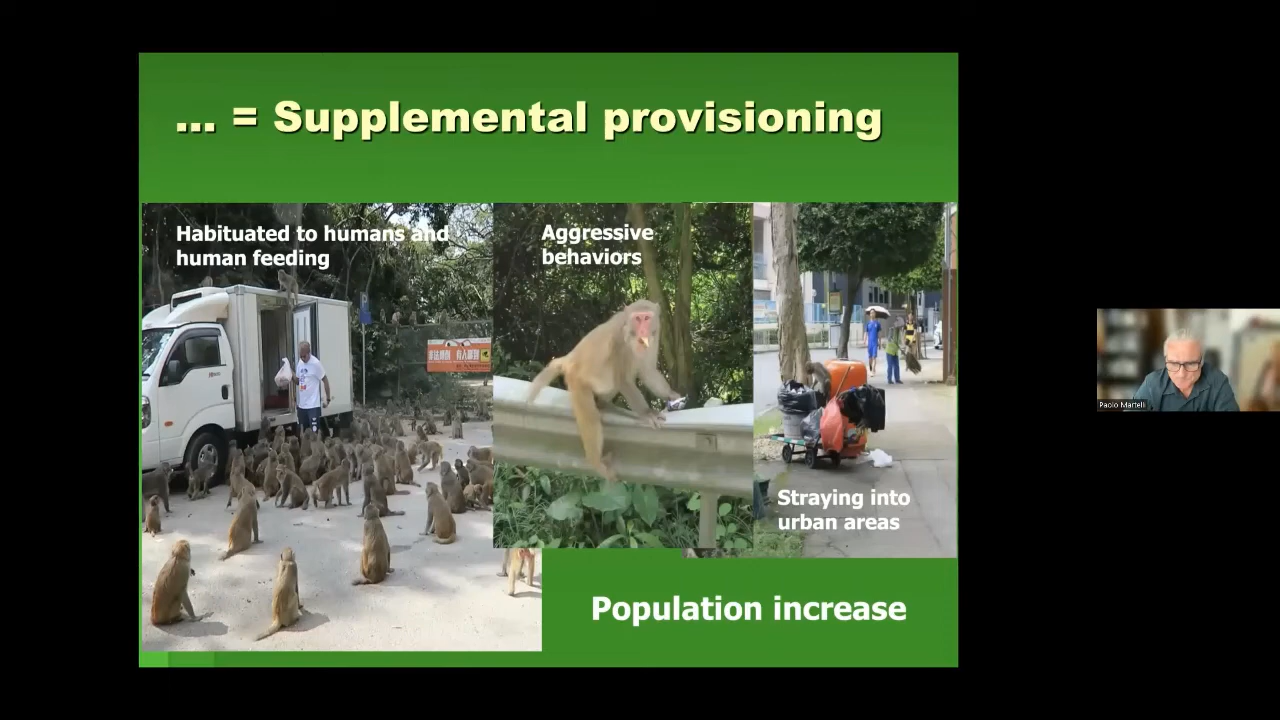 ... = Supplemental provisioning
Habituated to humans and
human feeding
Aggressive
behaviors
Straying into
urban areas
Population increase
Paolo Martelli